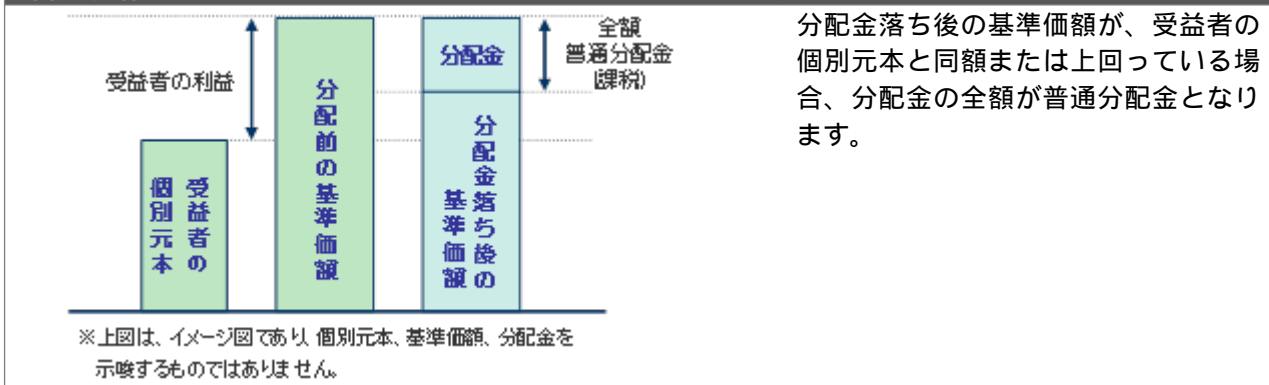 分配金落ち後の基準価額が、受益者の
個別元本と同額または上回っている場
合、分配金の全額が普通分配金となり
ます。
受益者の利益
受益者の
個別元本
分配前の基準価額
分配金
分配金落ち後の
基準価額
全額
普通分配金
(課税)
※上図は、イメージ図であり、個別元本、基準価額、分配金を
示唆するものではありません。